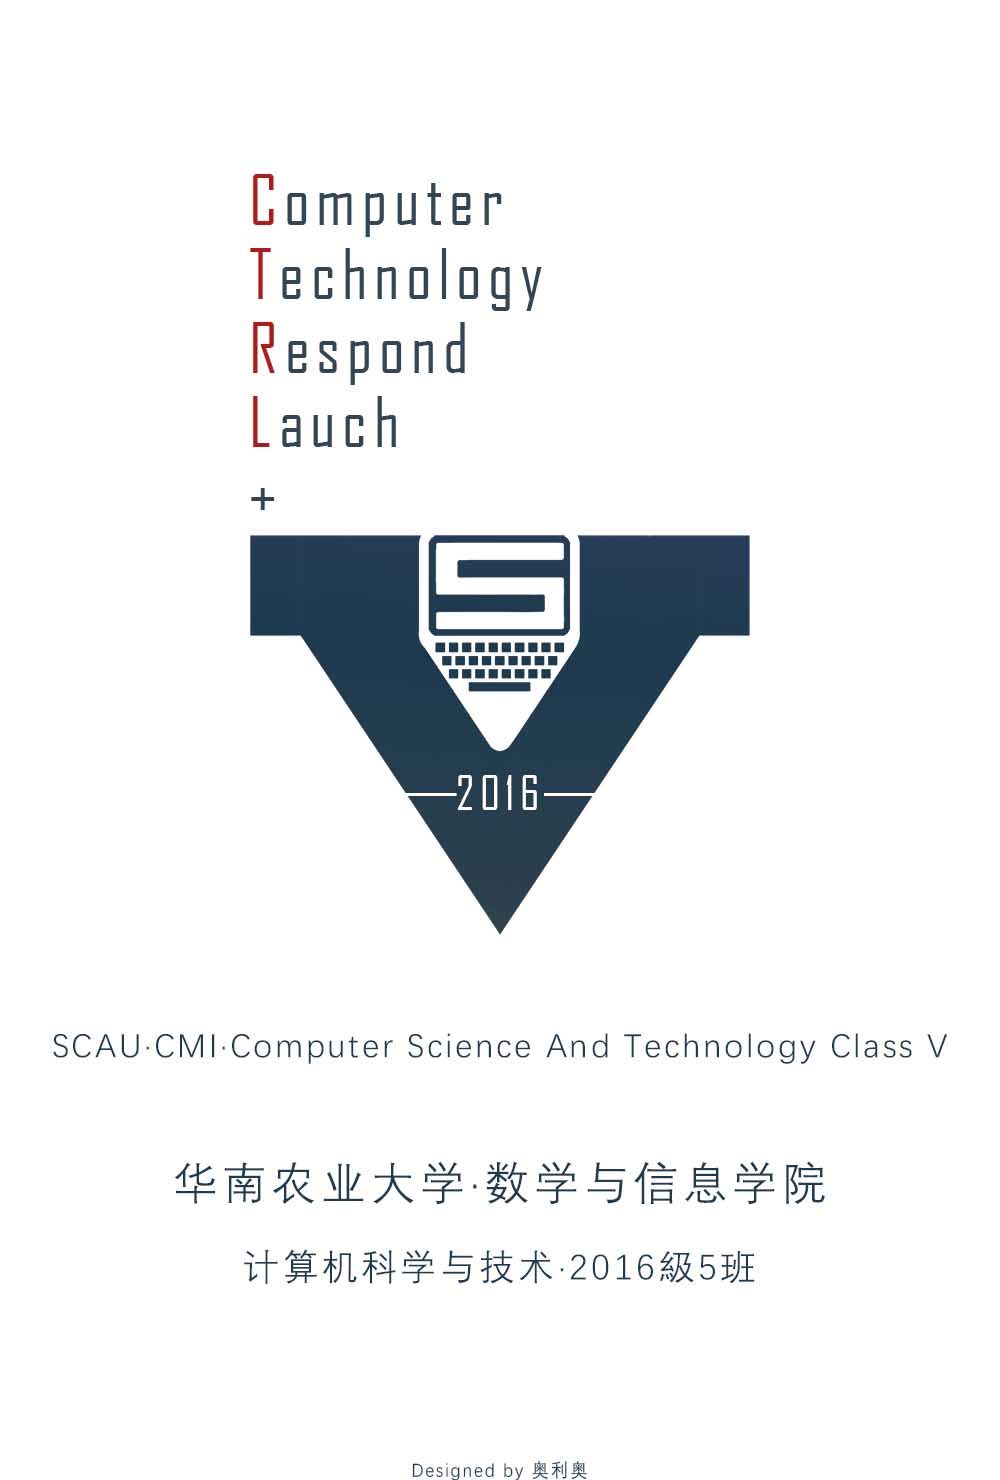 Computer
Technology
Respond
Lauch
+
V
5
2016
SCAU·CMI·Computer Science And Technology Class V
华南农业大学·数学与信息学院
计算机科学与技术·2016級5班
Designed by 奥利奥